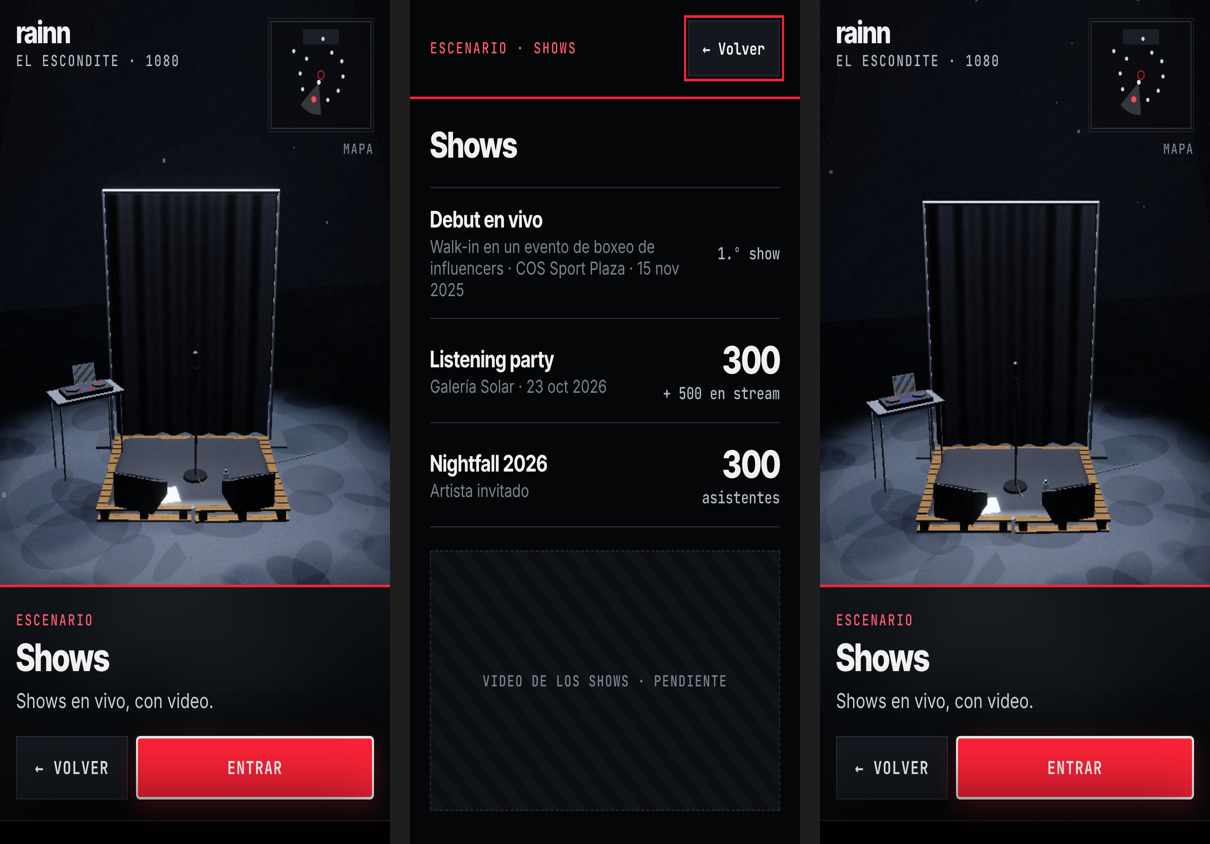 rainn
EL ESCONDITE · 1080
MAPA
ESCENARIO
Shows
Shows en vivo, con video.
← VOLVER
ENTRAR
ESCENARIO · SHOWS
← Volver
Shows
Debut en vivo
Walk-in en un evento de boxeo de
influencers · COS Sport Plaza · 15 nov
2025
1.° show
Listening party
Galería Solar · 23 oct 2026
300
+ 500 en stream
Nightfall 2026
Artista invitado
300
asistentes
VIDEO DE LOS SHOWS · PENDIENTE
rainn
EL ESCONDITE · 1080
MAPA
ESCENARIO
Shows
Shows en vivo, con video.
← VOLVER
ENTRAR